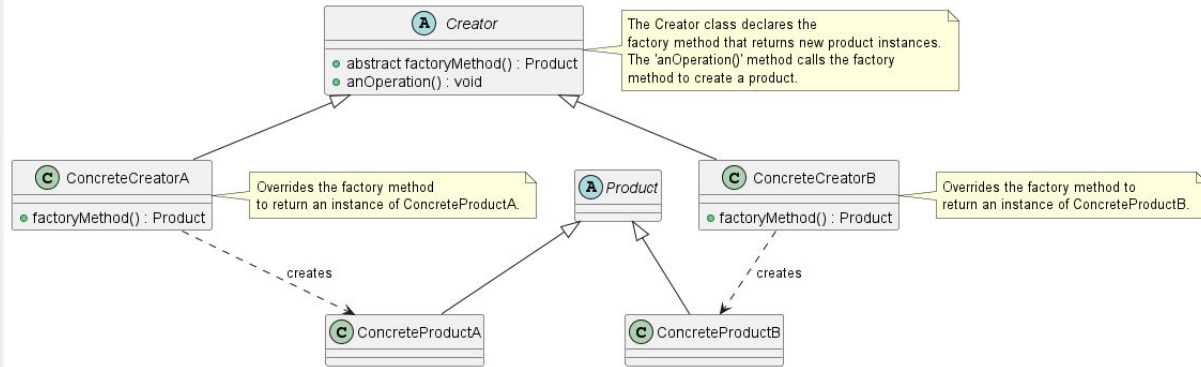 A Creator
abstract factoryMethod() : Product
anOperation() : void
The Creator class declares the
factory method that returns new product instances.
The 'anOperation()' method calls the factory
method to create a product.
C ConcreteCreatorA
factoryMethod() : Product
Overrides the factory method
to return an instance of ConcreteProductA.
A Product
C ConcreteCreatorB
factoryMethod() : Product
Overrides the factory method to
return an instance of ConcreteProductB.
creates
creates
C ConcreteProductA
C ConcreteProductB